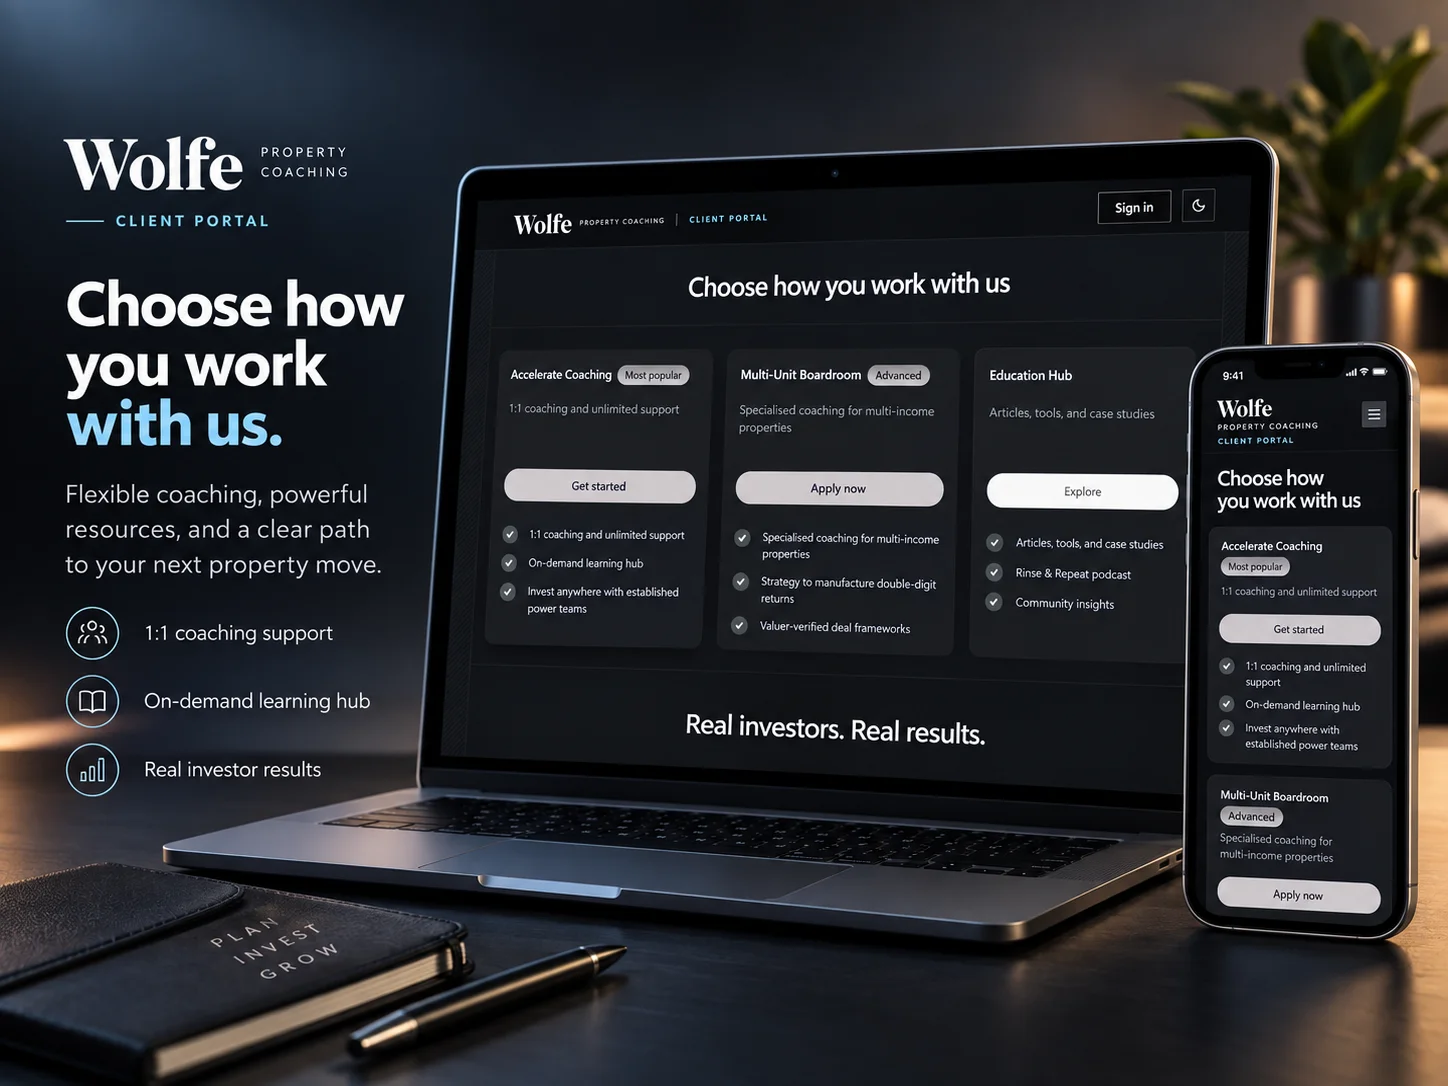 Wolfe PROPERTY COACHING
CLIENT PORTAL
Choose how
you work
with us.
Flexible coaching, powerful
resources, and a clear path
to your next property move.
1:1 coaching support
On-demand learning hub
Real investor results
Wolfe PROPERTY COACHING | CLIENT PORTAL
Sign in
Choose how you work with us
Accelerate Coaching Most popular
1:1 coaching and unlimited support
Get started
1:1 coaching and unlimited support
On-demand learning hub
Invest anywhere with established
power teams
Multi-Unit Boardroom Advanced
Specialised coaching for multi-income
properties
Apply now
Specialised coaching for multi-income
properties
Strategy to manufacture double-digit
returns
Valuer-verified deal frameworks
Education Hub
Articles, tools, and case studies
Explore
Articles, tools, and case studies
Rinse & Repeat podcast
Community insights
Real investors. Real results.
9:41
Wolfe
PROPERTY COACHING
CLIENT PORTAL
Choose how
you work with us
Accelerate Coaching
Most popular
1:1 coaching and unlimited support
Get started
1:1 coaching and unlimited
support
On-demand learning hub
Invest anywhere with
established power teams
Multi-Unit Boardroom
Advanced
Specialised coaching for
multi-income properties
Apply now
PLAN
INVEST
GROW